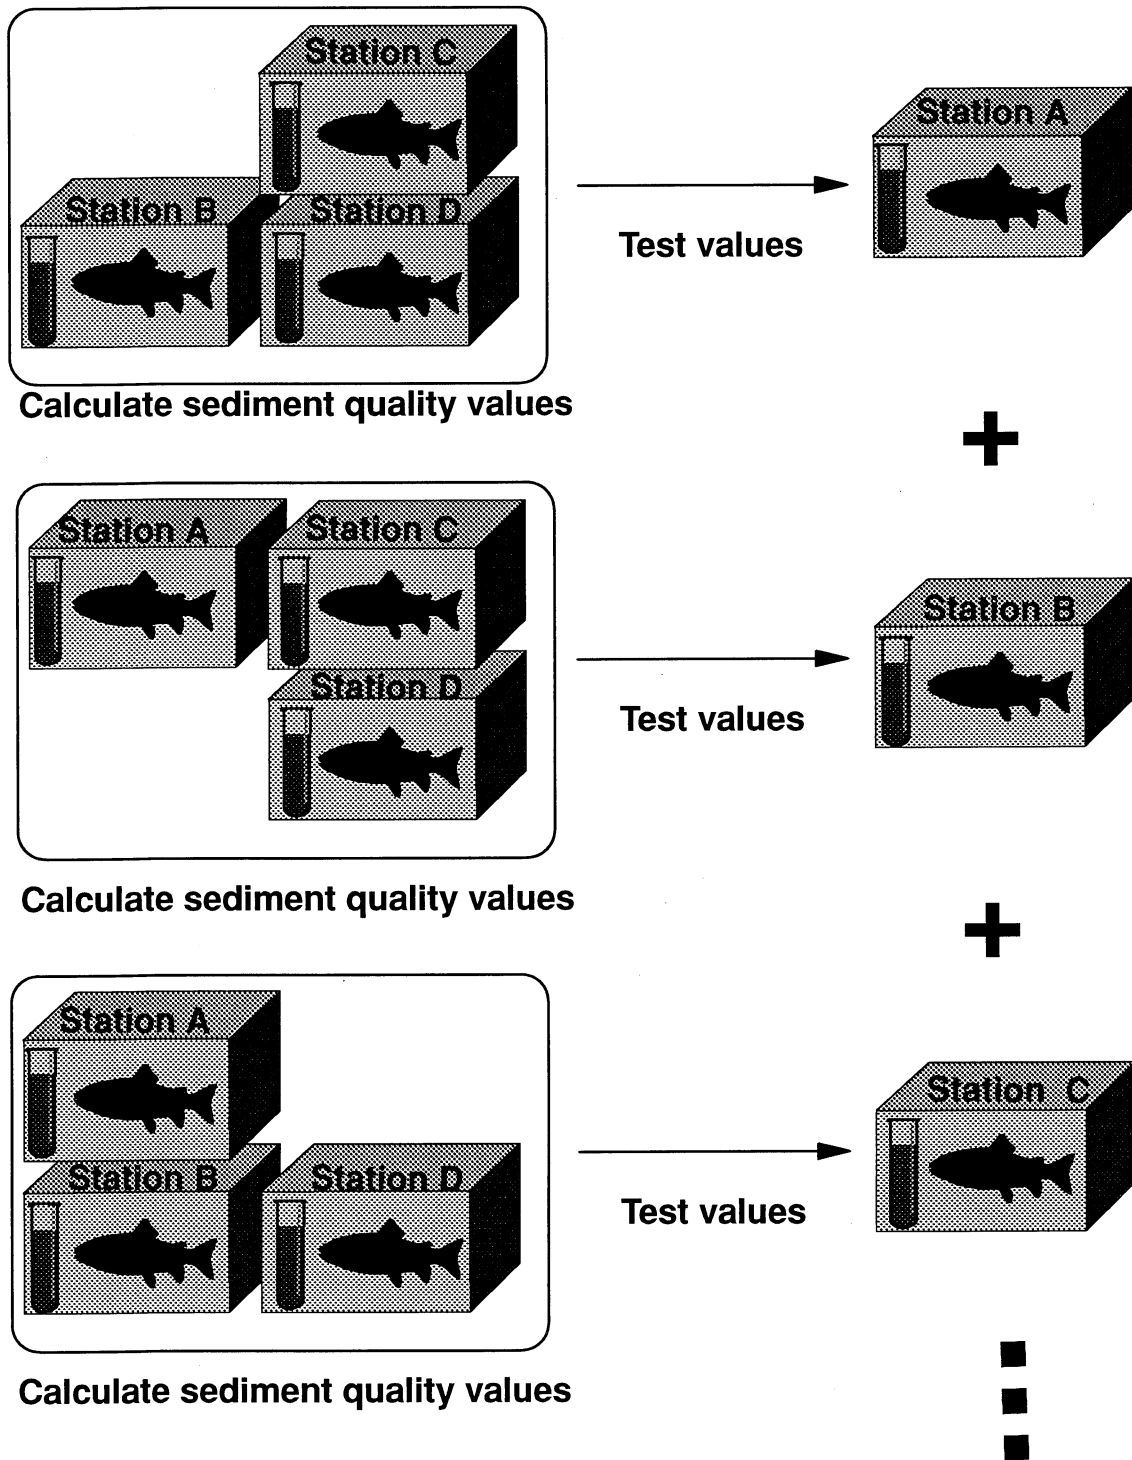 Station C
Station A
Station B
Station D
Test values
Calculate sediment quality values
+
Station A
Station C
Station B
Station D
Test values
Calculate sediment quality values
+
Station A
Station C
Station B
Station D
Test values
Calculate sediment quality values